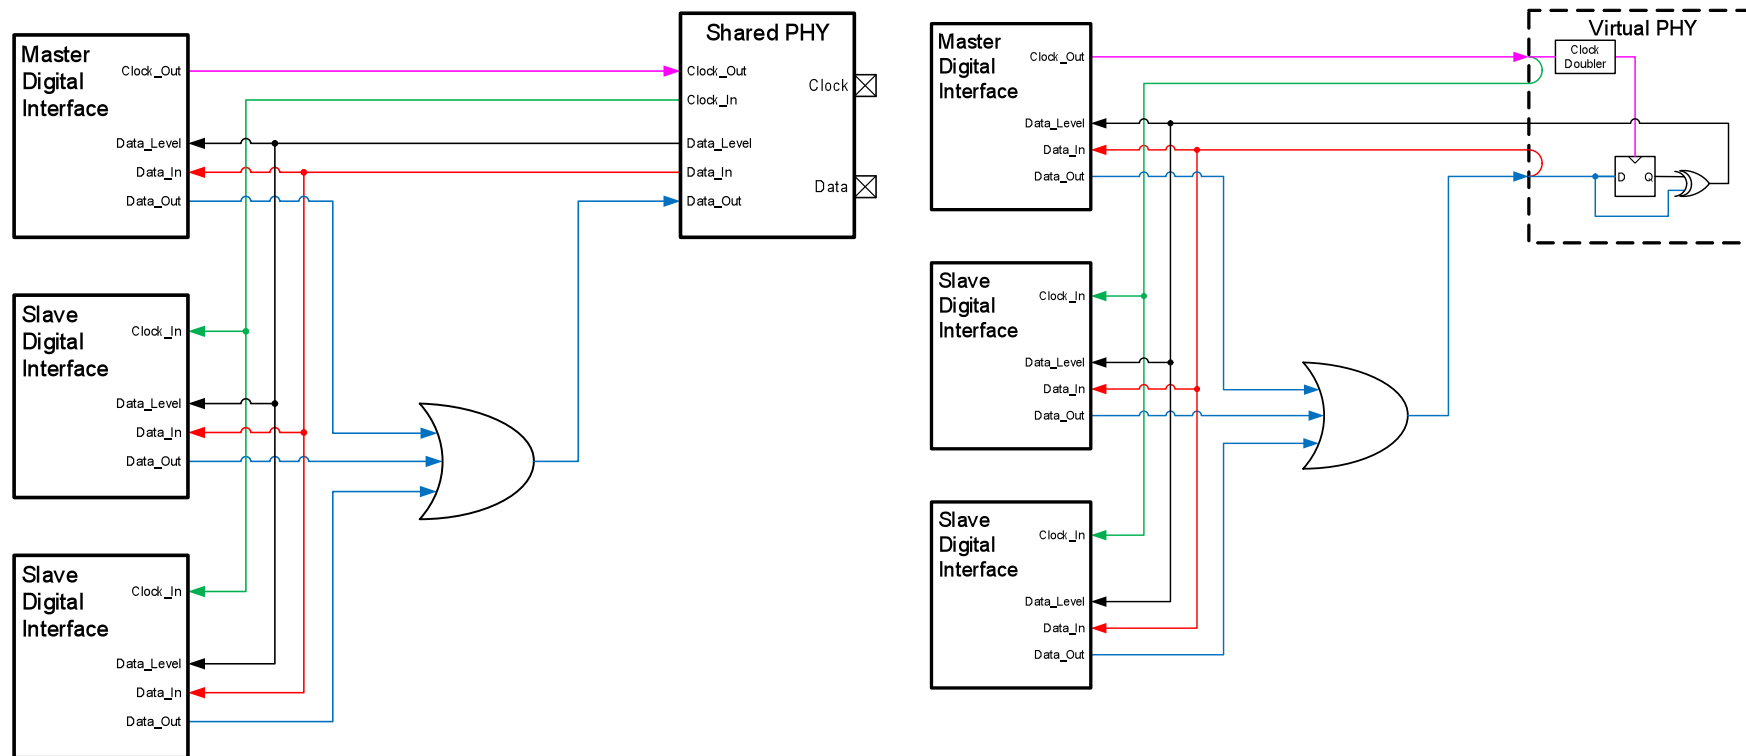 Master
Digital
Interface
Clock_Out
Data_Level
Data_In
Data_Out
Slave
Digital
Interface
Clock_In
Data_Level
Data_In
Data_Out
Slave
Digital
Interface
Clock_In
Data_Level
Data_In
Data_Out
Shared PHY
Clock_Out
Clock_In
Data_Level
Data_In
Data_Out
Clock
Data
Master
Digital
Interface
Clock_Out
Data_Level
Data_In
Data_Out
Slave
Digital
Interface
Clock_In
Data_Level
Data_In
Data_Out
Slave
Digital
Interface
Clock_In
Data_Level
Data_In
Data_Out
Virtual PHY
Clock
Doubler
D Q